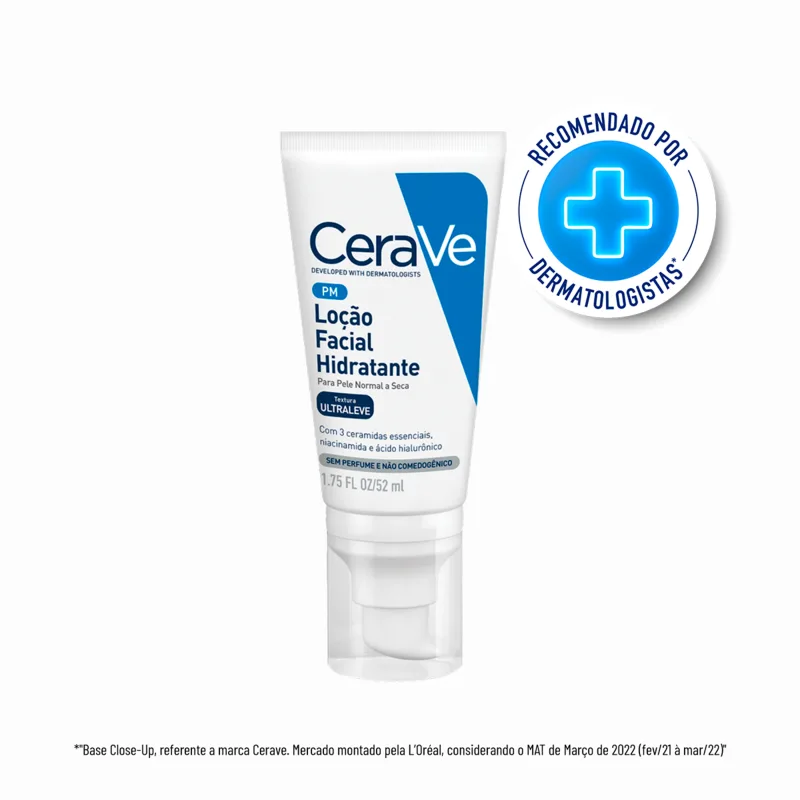 RECOMENDADO POR
DERMATOLOGISTAS*
CeraVe
DEVELOPED WITH DERMATOLOGISTS
PM
Loção
Facial
Hidratante
Para Pele Normal a Seca
Textura
ULTRALEVE
Com 3 ceramidas essenciais,
niacinamida e ácido hialurônico
SEM PERFUME E NÃO COMEDOGÊNICO
1.75 FL OZ/52 ml
*"Base Close-Up, referente a marca Cerave. Mercado montado pela L'Oréal, considerando o MAT de Março de 2022 (fev/21 à mar/22)"